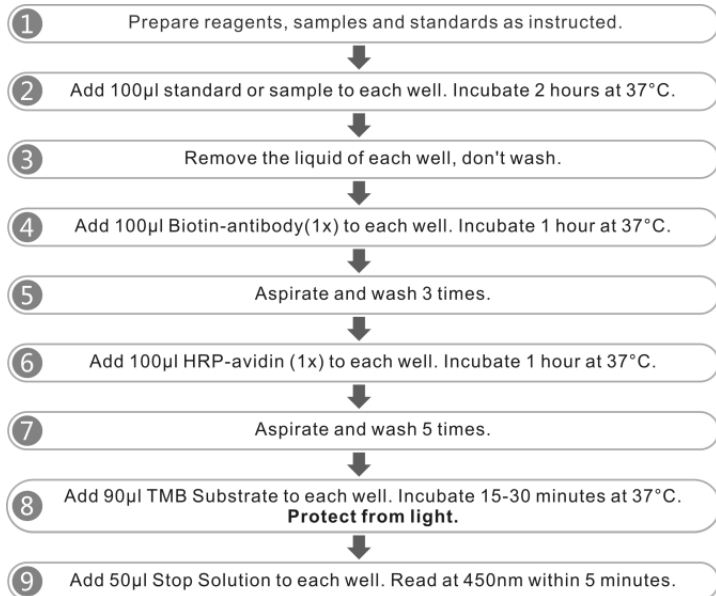 1 Prepare reagents, samples and standards as instructed.
2 Add 100µl standard or sample to each well. Incubate 2 hours at 37°C.
3 Remove the liquid of each well, don't wash.
4 Add 100µl Biotin-antibody(1x) to each well. Incubate 1 hour at 37°C.
5 Aspirate and wash 3 times.
6 Add 100µl HRP-avidin (1x) to each well. Incubate 1 hour at 37°C.
7 Aspirate and wash 5 times.
8 Add 90µl TMB Substrate to each well. Incubate 15-30 minutes at 37°C.
Protect from light.
9 Add 50µl Stop Solution to each well. Read at 450nm within 5 minutes.